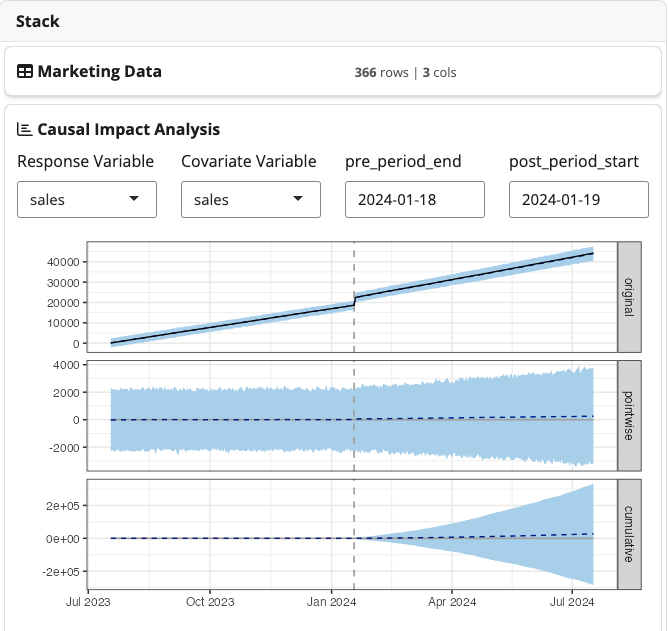 Stack
Marketing Data
366 rows | 3 cols
Causal Impact Analysis
Response Variable Covariate Variable pre_period_end post_period_start
sales sales 2024-01-18 2024-01-19
40000
30000
20000
10000
0
original
4000
2000
0
-2000
pointwise
2e+05
0e+00
-2e+05
cumulative
Jul 2023 Oct 2023 Jan 2024 Apr 2024 Jul 2024